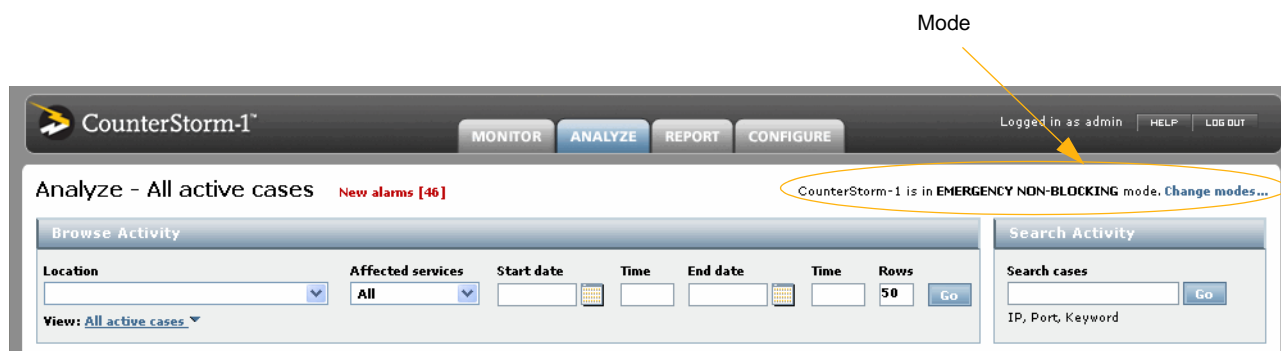 Mode
CounterStorm-1™
MONITOR ANALYZE REPORT CONFIGURE
Logged in as admin HELP LOG OUT
Analyze - All active cases New alarms [46] CounterStorm-1 is in EMERGENCY NON-BLOCKING mode. Change modes...
Browse Activity Search Activity
Location Affected services Start date Time End date Time Rows Search cases
All 50 Go Go
View: All active cases IP, Port, Keyword